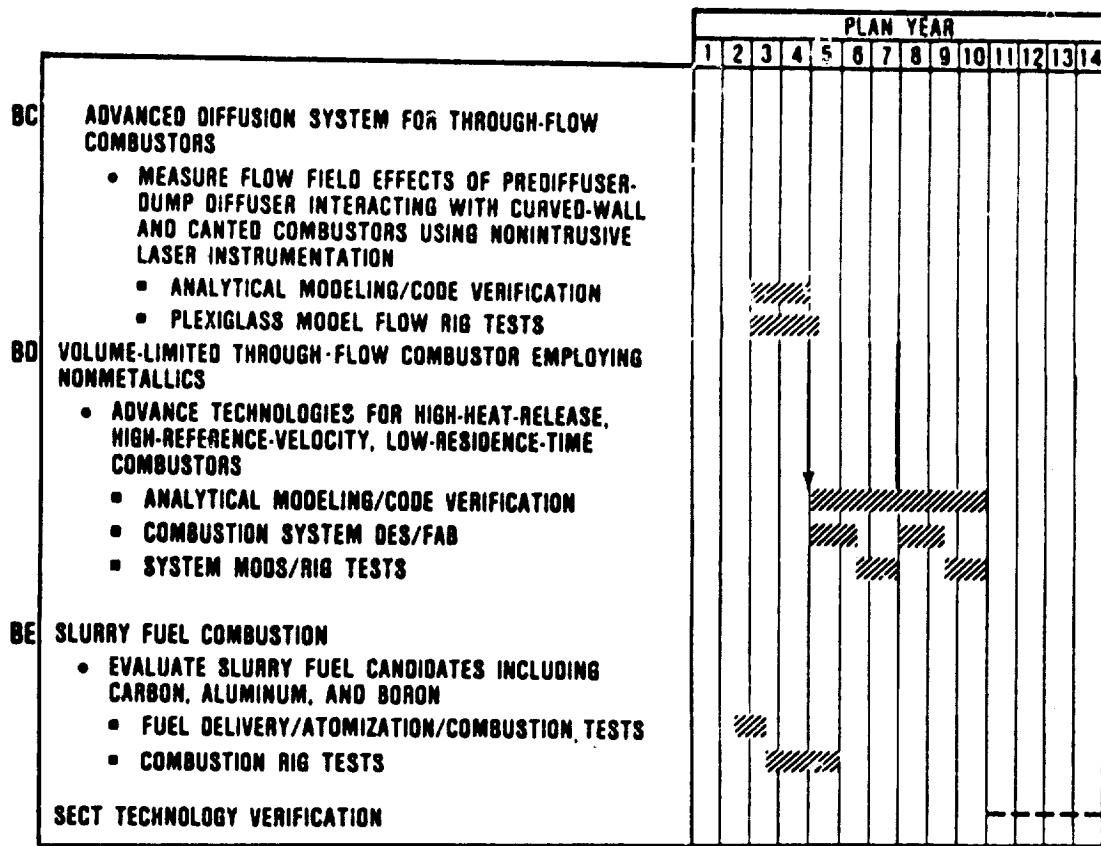 PLAN YEAR
1 2 3 4 5 6 7 8 9 10 11 12 13 14
BC ADVANCED DIFFUSION SYSTEM FOR THROUGH-FLOW
COMBUSTORS
• MEASURE FLOW FIELD EFFECTS OF PREDIFFUSER-
DUMP DIFFUSER INTERACTING WITH CURVED-WALL
AND CANTED COMBUSTORS USING NONINTRUSIVE
LASER INSTRUMENTATION
▪ ANALYTICAL MODELING/CODE VERIFICATION
▪ PLEXIGLASS MODEL FLOW RIG TESTS
BD VOLUME-LIMITED THROUGH-FLOW COMBUSTOR EMPLOYING
NONMETALLICS
• ADVANCE TECHNOLOGIES FOR HIGH-HEAT-RELEASE,
HIGH-REFERENCE-VELOCITY, LOW-RESIDENCE-TIME
COMBUSTORS
▪ ANALYTICAL MODELING/CODE VERIFICATION
▪ COMBUSTION SYSTEM DES/FAB
▪ SYSTEM MODS/RIG TESTS
BE SLURRY FUEL COMBUSTION
• EVALUATE SLURRY FUEL CANDIDATES INCLUDING
CARBON, ALUMINUM, AND BORON
▪ FUEL DELIVERY/ATOMIZATION/COMBUSTION TESTS
▪ COMBUSTION RIG TESTS
SECT TECHNOLOGY VERIFICATION